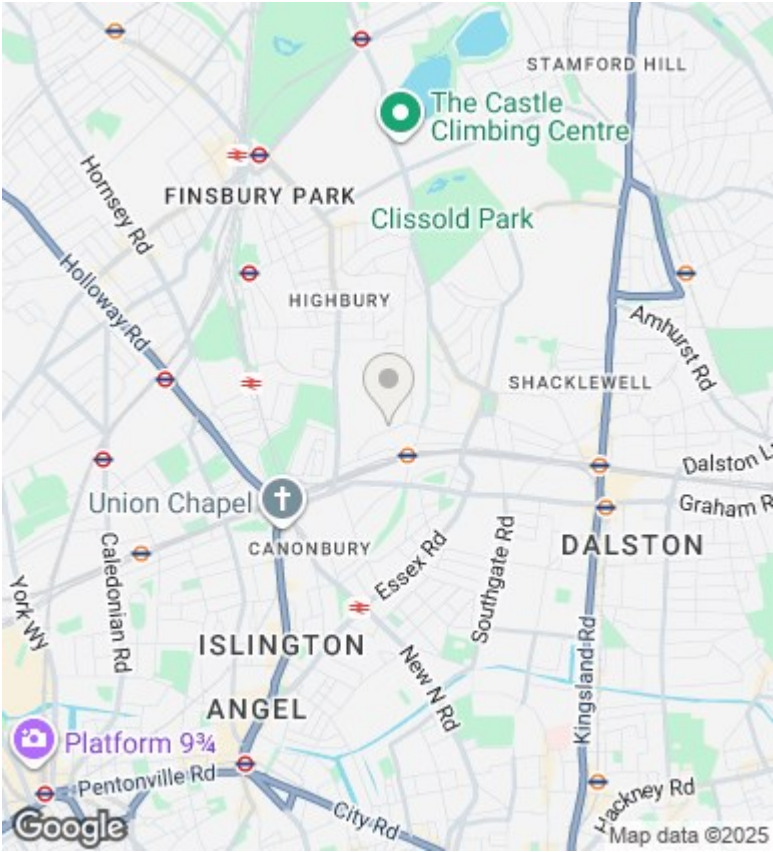 STAMFORD HILL
The Castle
Climbing Centre
Hornsey Rd
FINSBURY PARK
Clissold Park
Holloway Rd
HIGHBURY
Amhurst Rd
SHACKLEWELL
Dalston L
Union Chapel
Graham R
CANONBURY
DALSTON
Caledonian Rd
Essex Rd
Southgate Rd
York Wy
ISLINGTON
New N Rd
Kingsland Rd
ANGEL
Platform 9¾
Pentonville Rd
City Rd
Hackney Rd
Google
Map data ©2025